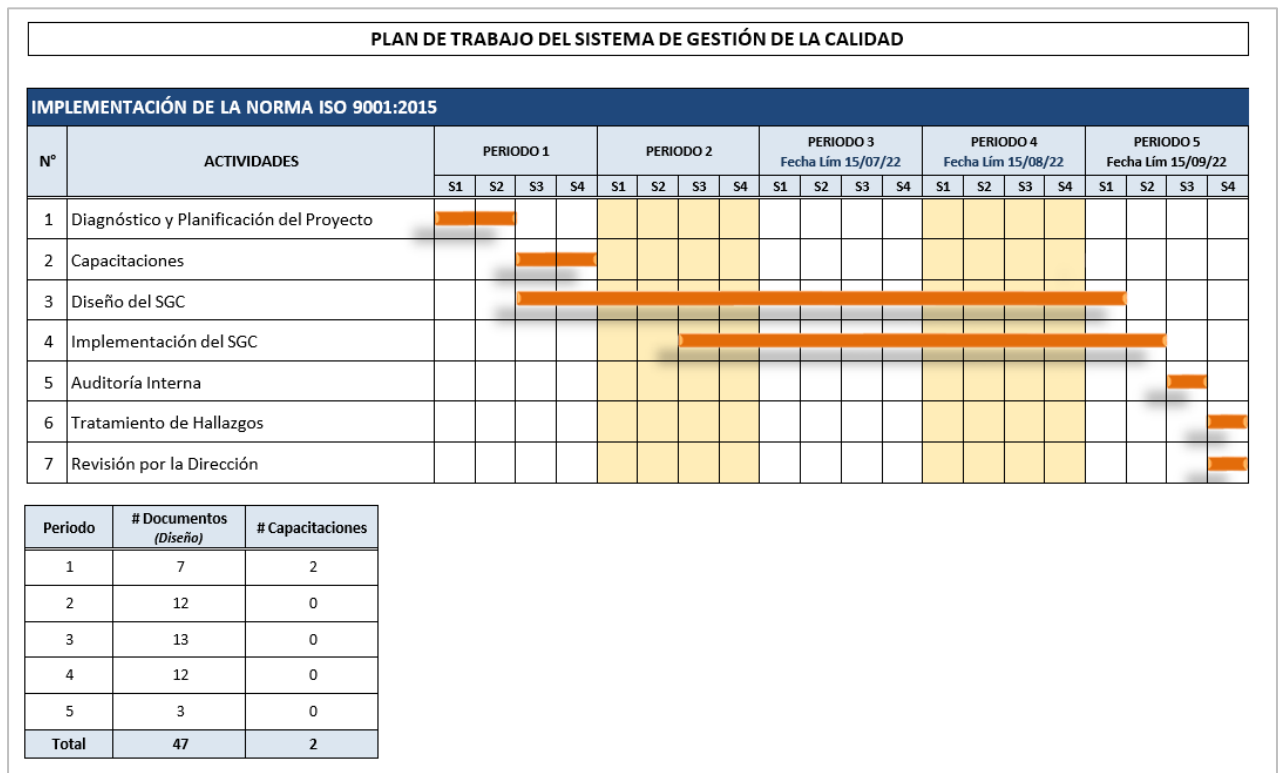 PLAN DE TRABAJO DEL SISTEMA DE GESTIÓN DE LA CALIDAD
IMPLEMENTACIÓN DE LA NORMA ISO 9001:2015
N° ACTIVIDADES PERIODO 1 PERIODO 2 PERIODO 3 PERIODO 4 PERIODO 5
Fecha Lím 15/07/22 Fecha Lím 15/08/22 Fecha Lím 15/09/22
S1 S2 S3 S4 S1 S2 S3 S4 S1 S2 S3 S4 S1 S2 S3 S4 S1 S2 S3 S4
1 Diagnóstico y Planificación del Proyecto
2 Capacitaciones
3 Diseño del SGC
4 Implementación del SGC
5 Auditoría Interna
6 Tratamiento de Hallazgos
7 Revisión por la Dirección
Periodo # Documentos # Capacitaciones
(Diseño)
1 7 2
2 12 0
3 13 0
4 12 0
5 3 0
Total 47 2